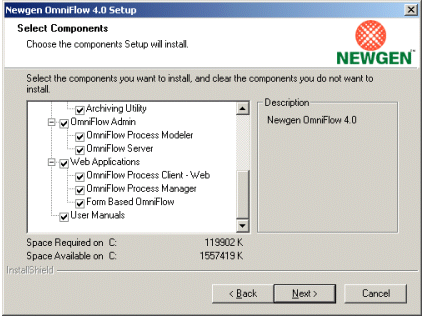 Newgen OmniFlow 4.0 Setup
Select Components
Choose the components Setup will install.
NEWGEN
Select the components you want to install, and clear the components you do not want to
install.
Archiving Utility
OmniFlow Admin
OmniFlow Process Modeler
OmniFlow Server
Web Applications
OmniFlow Process Client - Web
OmniFlow Process Manager
Form Based OmniFlow
User Manuals
Description
Newgen OmniFlow 4.0
Space Required on C: 119902 K
Space Available on C: 1557419 K
InstallShield
< Back
Next >
Cancel